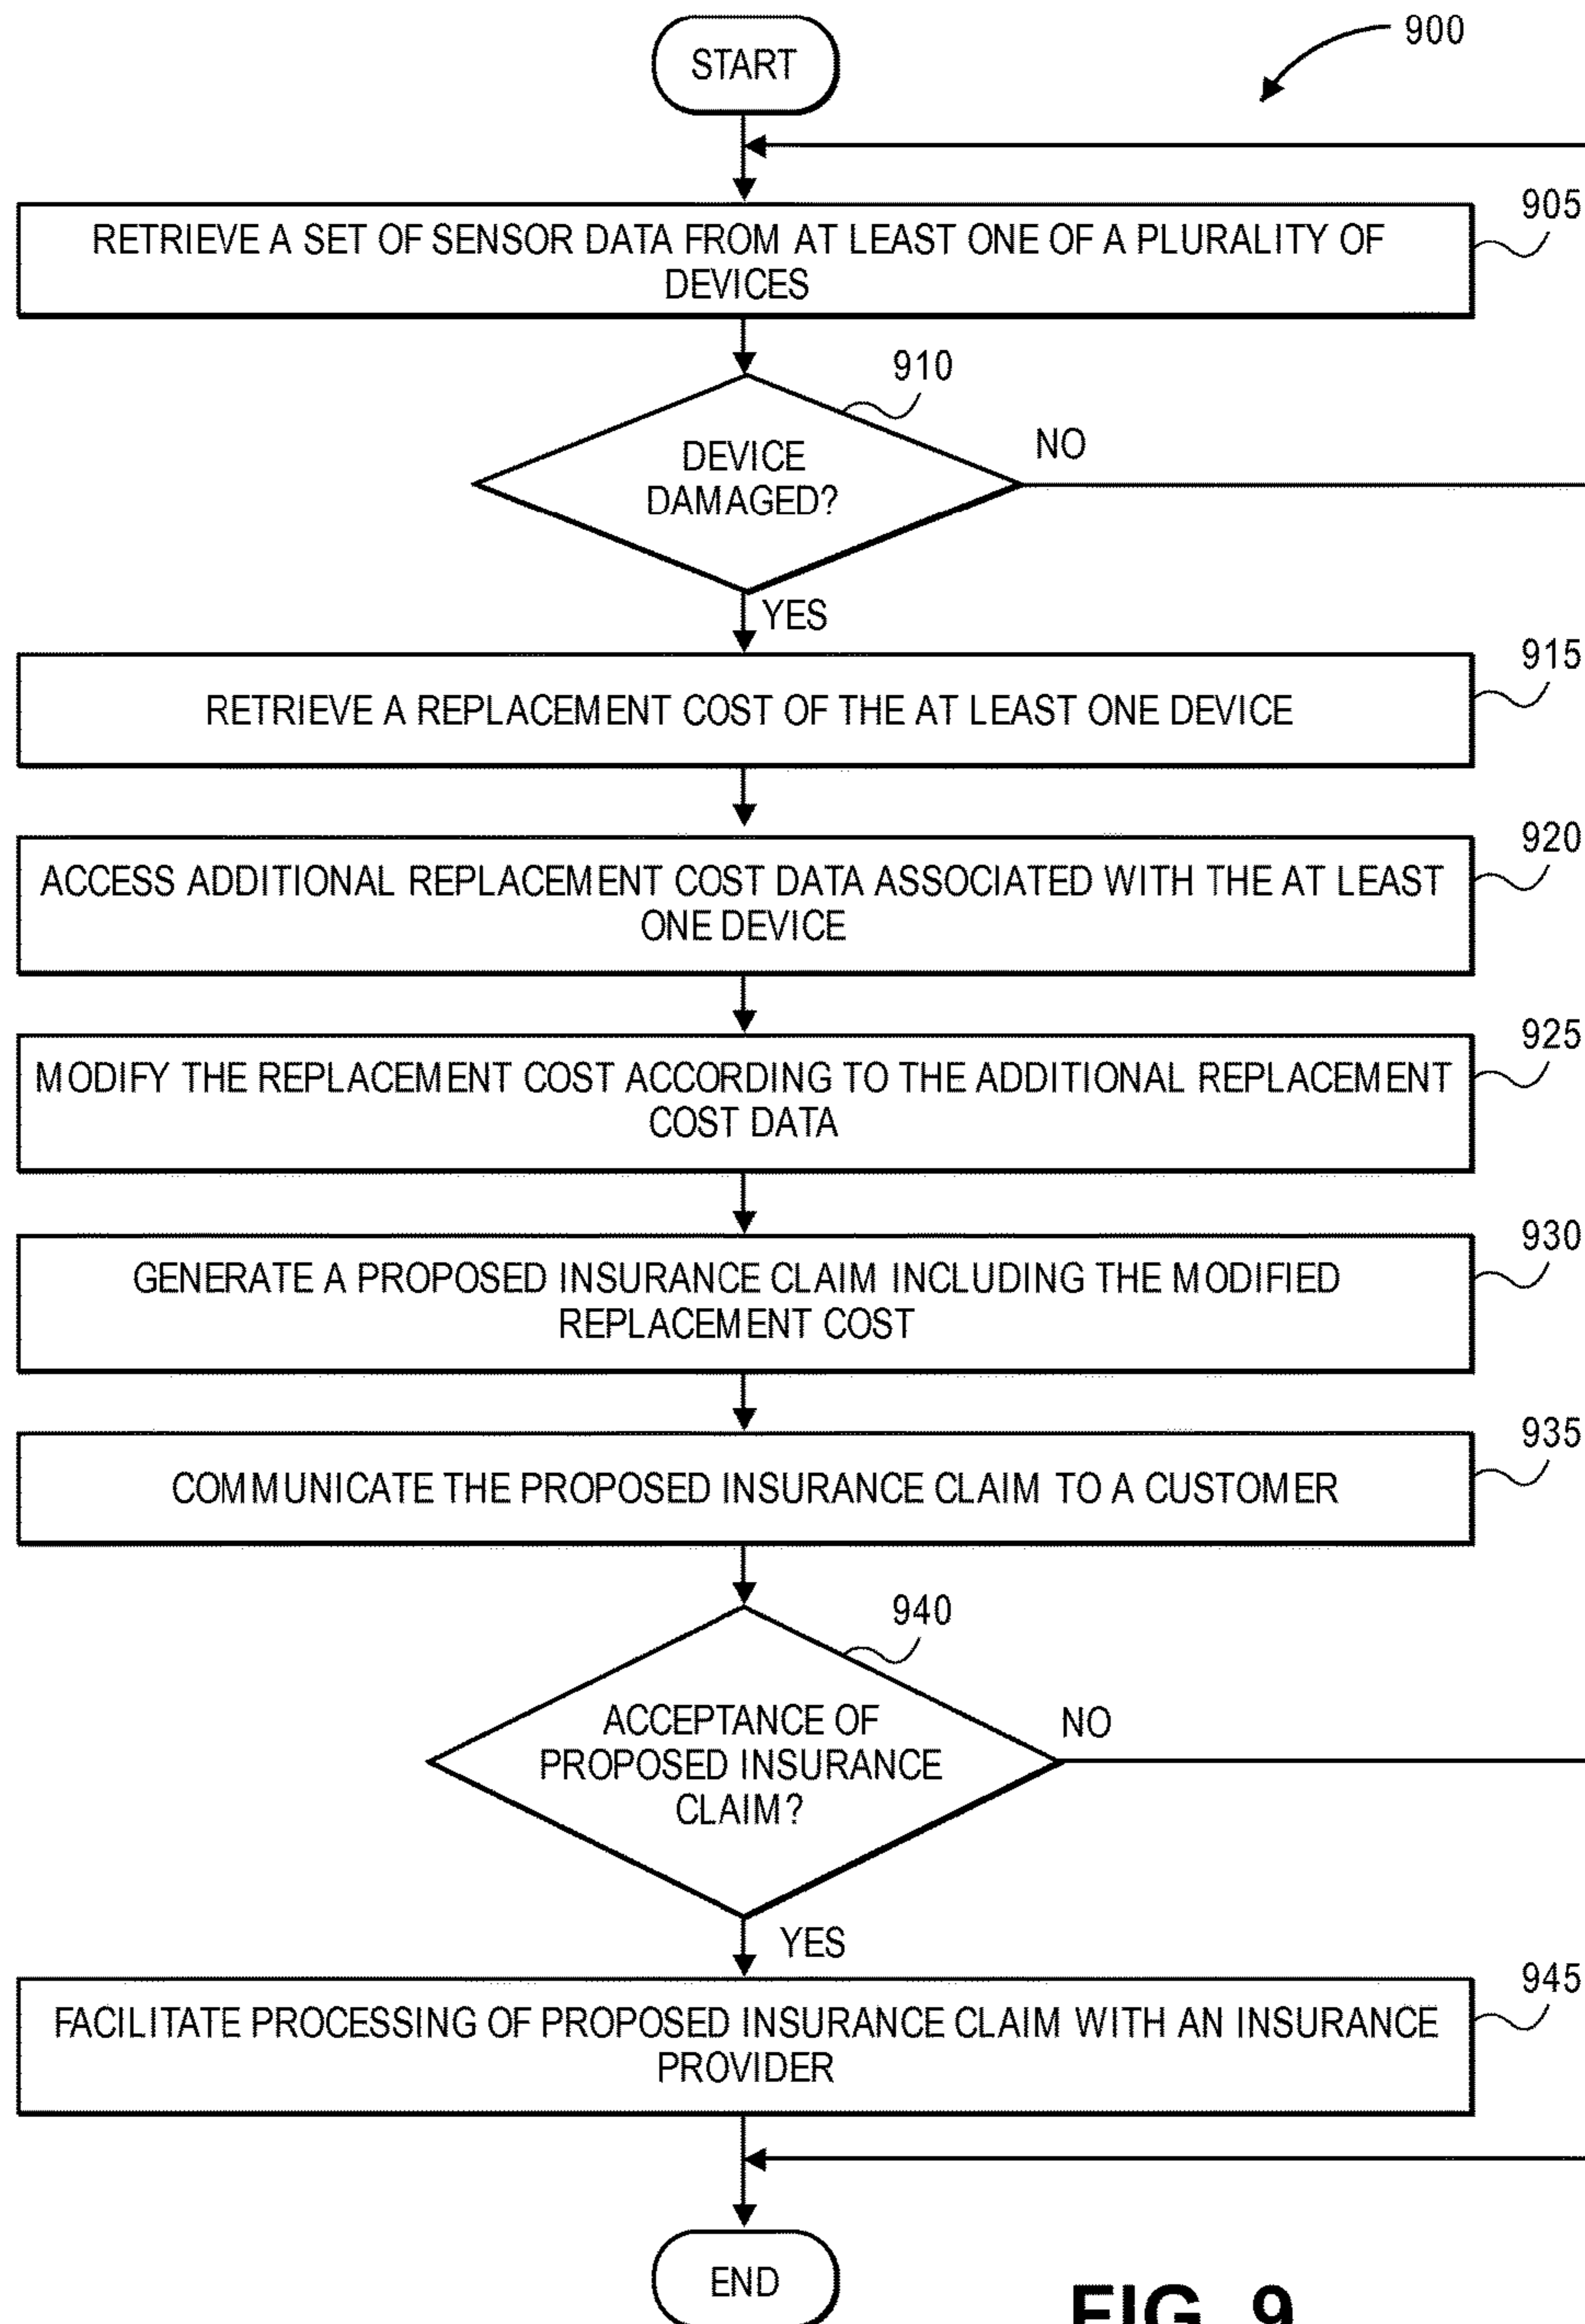 START
900
905
RETRIEVE A SET OF SENSOR DATA FROM AT LEAST ONE OF A PLURALITY OF
DEVICES
910
DEVICE
DAMAGED?
NO
YES
915
RETRIEVE A REPLACEMENT COST OF THE AT LEAST ONE DEVICE
920
ACCESS ADDITIONAL REPLACEMENT COST DATA ASSOCIATED WITH THE AT LEAST
ONE DEVICE
925
MODIFY THE REPLACEMENT COST ACCORDING TO THE ADDITIONAL REPLACEMENT
COST DATA
930
GENERATE A PROPOSED INSURANCE CLAIM INCLUDING THE MODIFIED
REPLACEMENT COST
935
COMMUNICATE THE PROPOSED INSURANCE CLAIM TO A CUSTOMER
940
ACCEPTANCE OF
PROPOSED INSURANCE
CLAIM?
NO
YES
945
FACILITATE PROCESSING OF PROPOSED INSURANCE CLAIM WITH AN INSURANCE
PROVIDER
END
FIG. 9